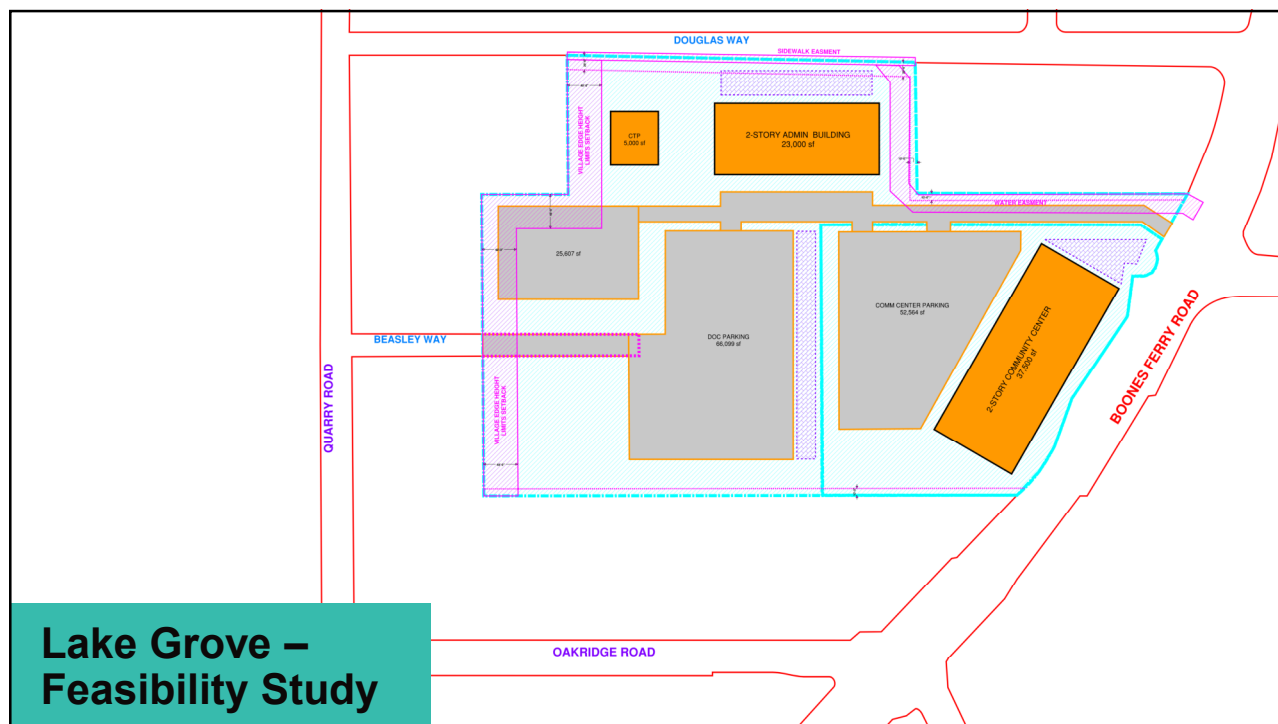 DOUGLAS WAY
SIDEWALK EASMENT
VILLAGE EDGE HEIGHT
LIMITS SETBACK
CTP
5,000 sf
2-STORY ADMIN BUILDING
23,000 sf
WATER EASMENT
25,607 sf
COMM CENTER PARKING
52,564 sf
DOC PARKING
66,099 sf
2-STORY COMMUNITY CENTER
37,500 sf
BEASLEY WAY
QUARRY ROAD
VILLAGE EDGE HEIGHT
LIMITS SETBACK
BOONES FERRY ROAD
OAKRIDGE ROAD
Lake Grove –
Feasibility Study